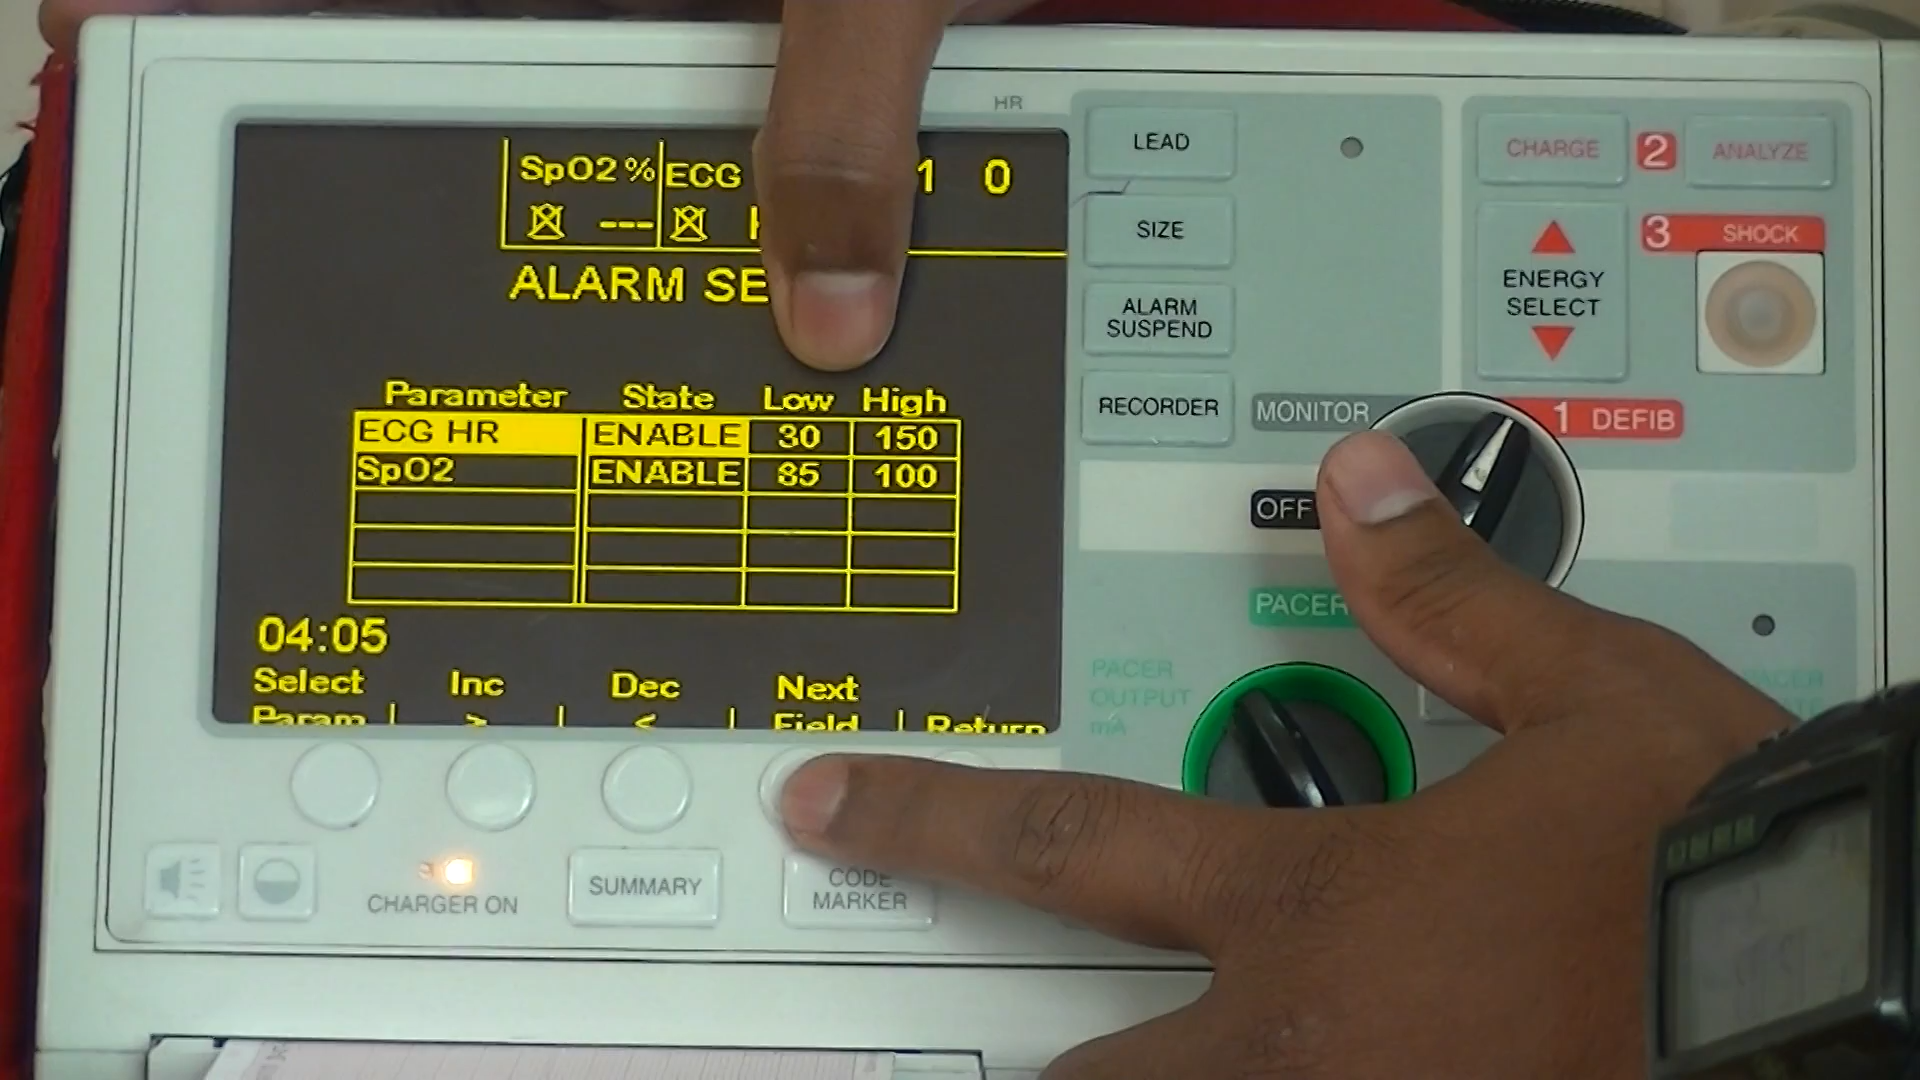 HR
SpO2 % ECG 1 0
---
ALARM SE
Parameter State Low High
ECG HR ENABLE 30 150
SpO2 ENABLE 85 100
04:05
Select Param
Inc >
Dec <
Next Field
Return
LEAD
SIZE
ALARM
SUSPEND
RECORDER
CHARGE 2 ANALYZE
3 SHOCK
ENERGY
SELECT
MONITOR
1 DEFIB
OFF
PACER
PACER
OUTPUT
mA
CHARGER ON
SUMMARY
CODE
MARKER